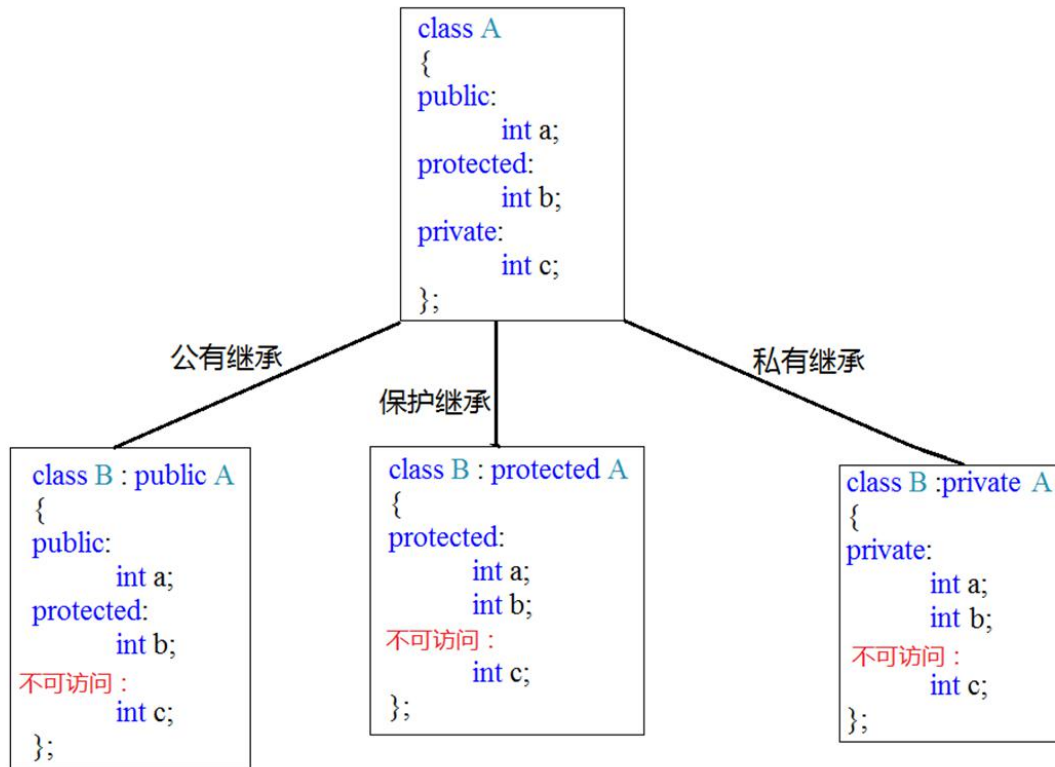 class A
{
public:
int a;
protected:
int b;
private:
int c;
};
公有继承
保护继承
私有继承
class B : public A
{
public:
int a;
protected:
int b;
不可访问：
int c;
};
class B : protected A
{
protected:
int a;
int b;
不可访问：
int c;
};
class B :private A
{
private:
int a;
int b;
不可访问：
int c;
};